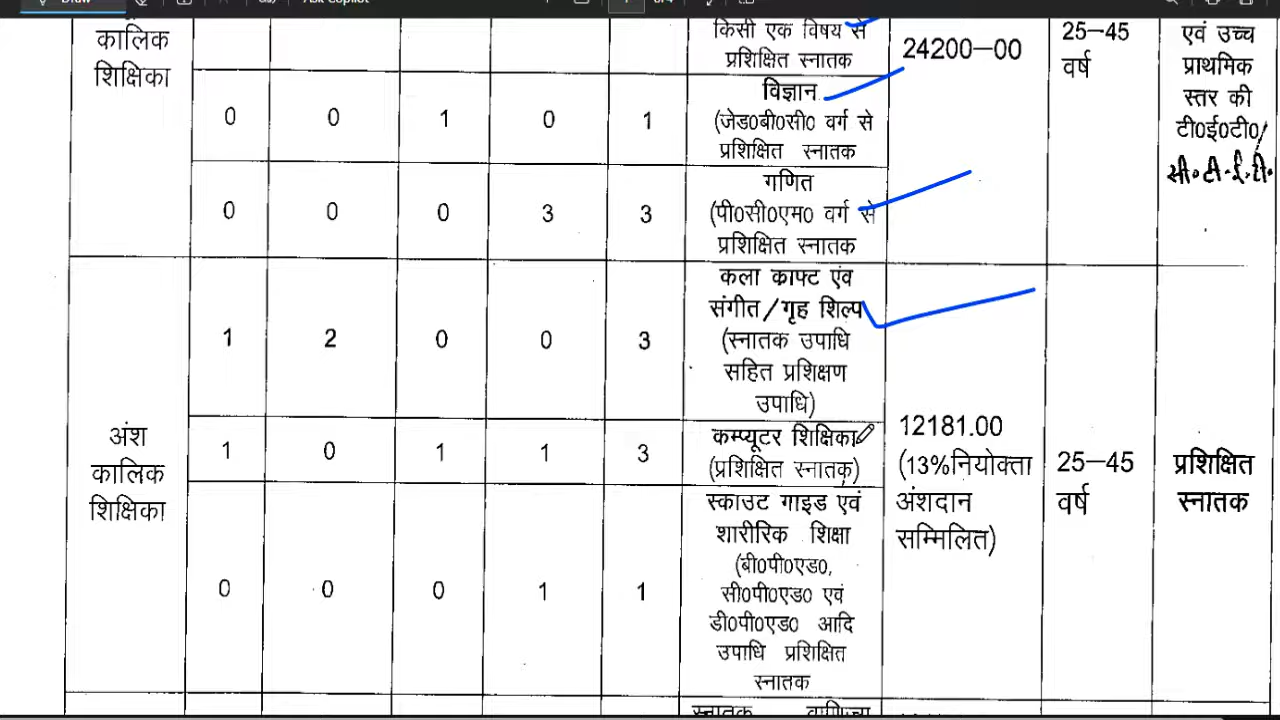 Draw
Ask Copilot
कालिक
शिक्षिका
किसी एक विषय से
प्रशिक्षित स्नातक
24200—00
25—45
वर्ष
एवं उच्च
प्राथमिक
स्तर की
टी0ई0टी0/
सी.टी.ई.टी.
0 0 1 0 1
विज्ञान
(जेड0बी0सी0 वर्ग से
प्रशिक्षित स्नातक
0 0 0 3 3
गणित
(पी0सी0एम0 वर्ग से
प्रशिक्षित स्नातक
अंश
कालिक
शिक्षिका
1 2 0 0 3
कला काफ्ट एंव
संगीत/गृह शिल्प
(स्नातक उपाधि
सहित प्रशिक्षण
उपाधि)
1 0 1 1 3
कम्प्यूटर शिक्षिका
(प्रशिक्षित स्नातक)
0 0 0 1 1
स्काउट गाइड एवं
शारीरिक शिक्षा
(बी0पी0एड0,
सी0पी0एड0 एवं
डी0पी0एड0 आदि
उपाधि प्रशिक्षित
स्नातक
12181.00
(13%नियोक्ता
अंशदान
सम्मिलित)
25—45
वर्ष
प्रशिक्षित
स्नातक
स्नातक वाणिज्य